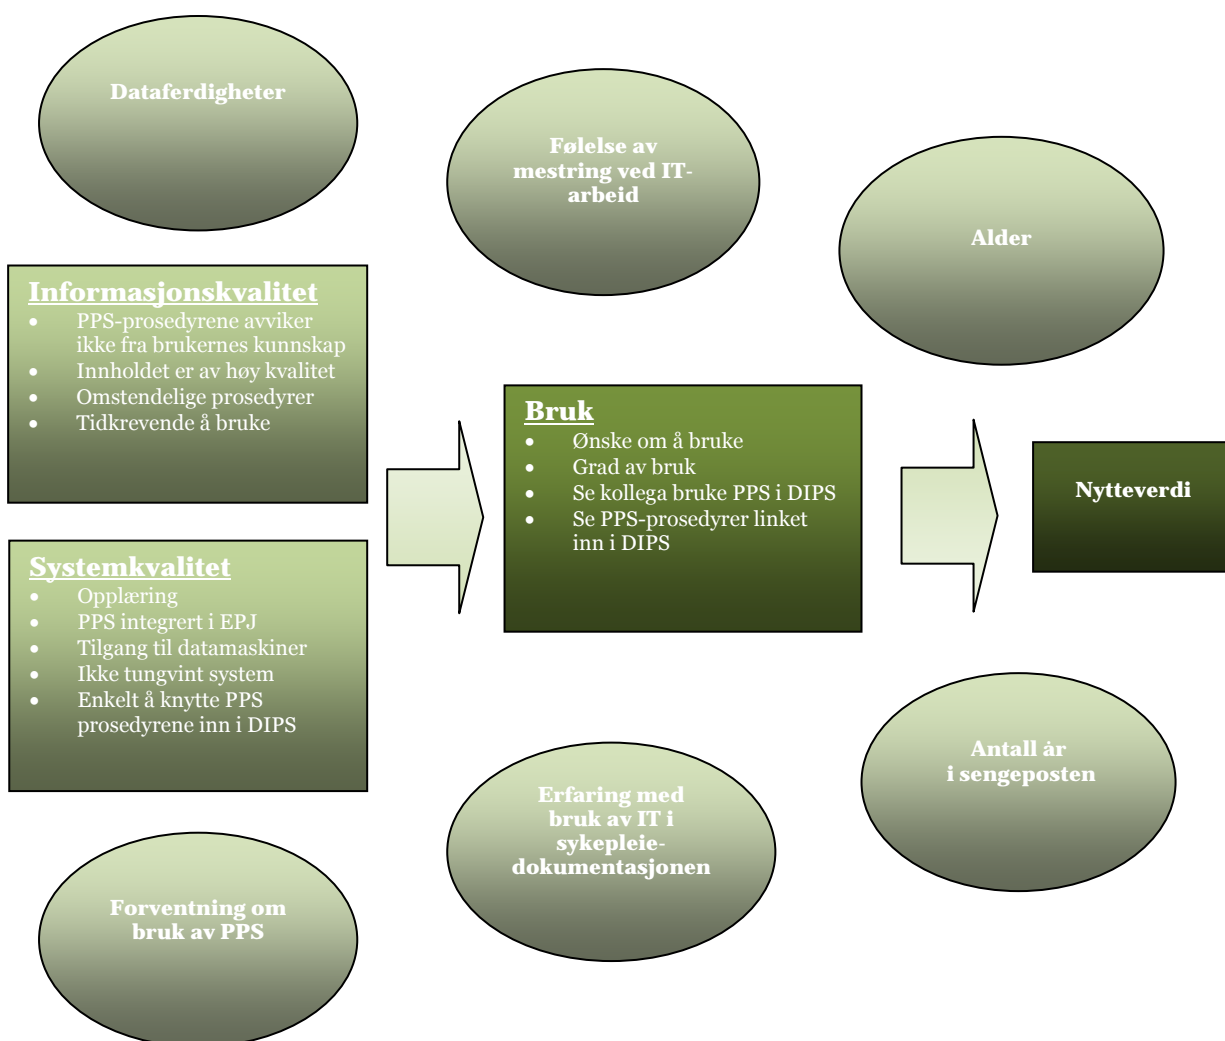 Dataferdigheter
Følelse av
mestring ved IT-
arbeid
Alder
Informasjonskvalitet
• PPS-prosedyrene avviker
ikke fra brukernes kunnskap
• Innholdet er av høy kvalitet
• Omstendelige prosedyrer
• Tidkrevende å bruke
Systemkvalitet
• Opplæring
• PPS integrert i EPJ
• Tilgang til datamaskiner
• Ikke tungvint system
• Enkelt å knytte PPS
prosedyrene inn i DIPS
Bruk
• Ønske om å bruke
• Grad av bruk
• Se kollega bruke PPS i DIPS
• Se PPS-prosedyrer linket
inn i DIPS
Nytteverdi
Forventning om
bruk av PPS
Erfaring med
bruk av IT i
sykepleie-
dokumentasjonen
Antall år
i sengeposten